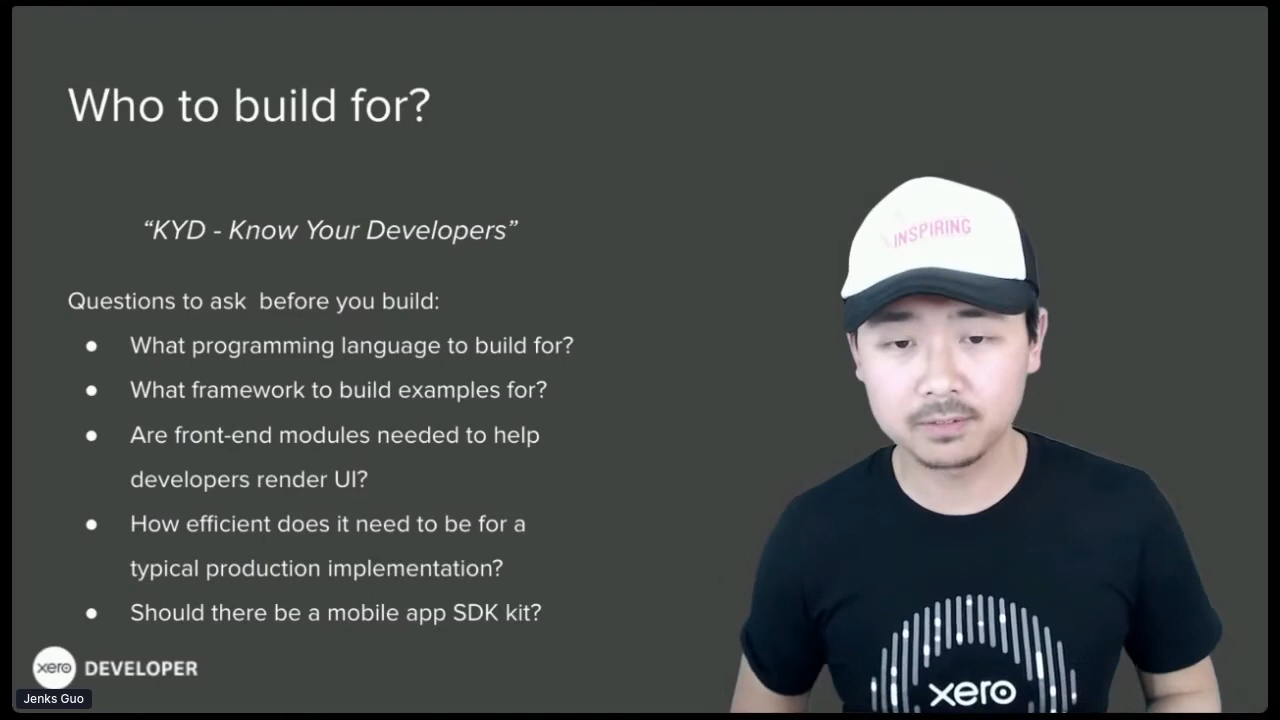 Who to build for?
“KYD - Know Your Developers”
Questions to ask  before you build:
● What programming language to build for?
● What framework to build examples for?
● Are front-end modules needed to help
developers render UI?
● How efficient does it need to be for a
typical production implementation?
● Should there be a mobile app SDK kit?
xero DEVELOPER
Jenks Guo
INSPIRING
xero